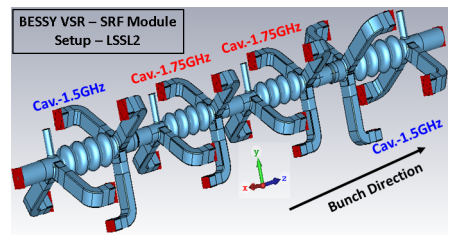 BESSY VSR – SRF Module
Setup – LSSL2
Cav.-1.5GHz
Cav.-1.75GHz
Cav.-1.75GHz
Cav.-1.5GHz
Bunch Direction
y
x
z